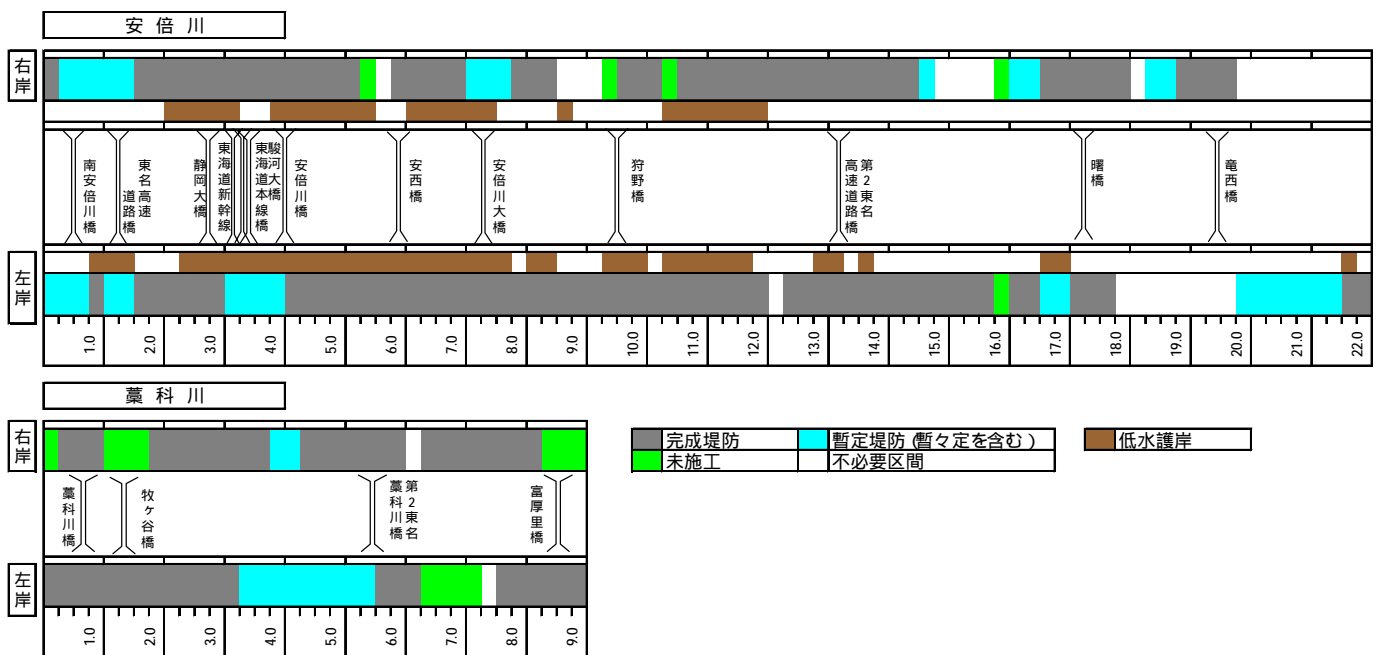 安倍川
右岸
南安倍川橋
東名高速道路橋
静岡大橋
東海道新幹線
東海道本線橋
駿河大橋
安倍川橋
安西橋
安倍川大橋
狩野橋
第2東名高速道路橋
曙橋
竜西橋
左岸
1.0 2.0 3.0 4.0 5.0 6.0 7.0 8.0 9.0 10.0 11.0 12.0 13.0 14.0 15.0 16.0 17.0 18.0 19.0 20.0 21.0 22.0
藁科川
右岸
完成堤防 暫定堤防(暫々定を含む) 低水護岸
未施工 不必要区間
藁科川橋
牧ヶ谷橋
第2東名藁科川橋
富厚里橋
左岸
1.0 2.0 3.0 4.0 5.0 6.0 7.0 8.0 9.0